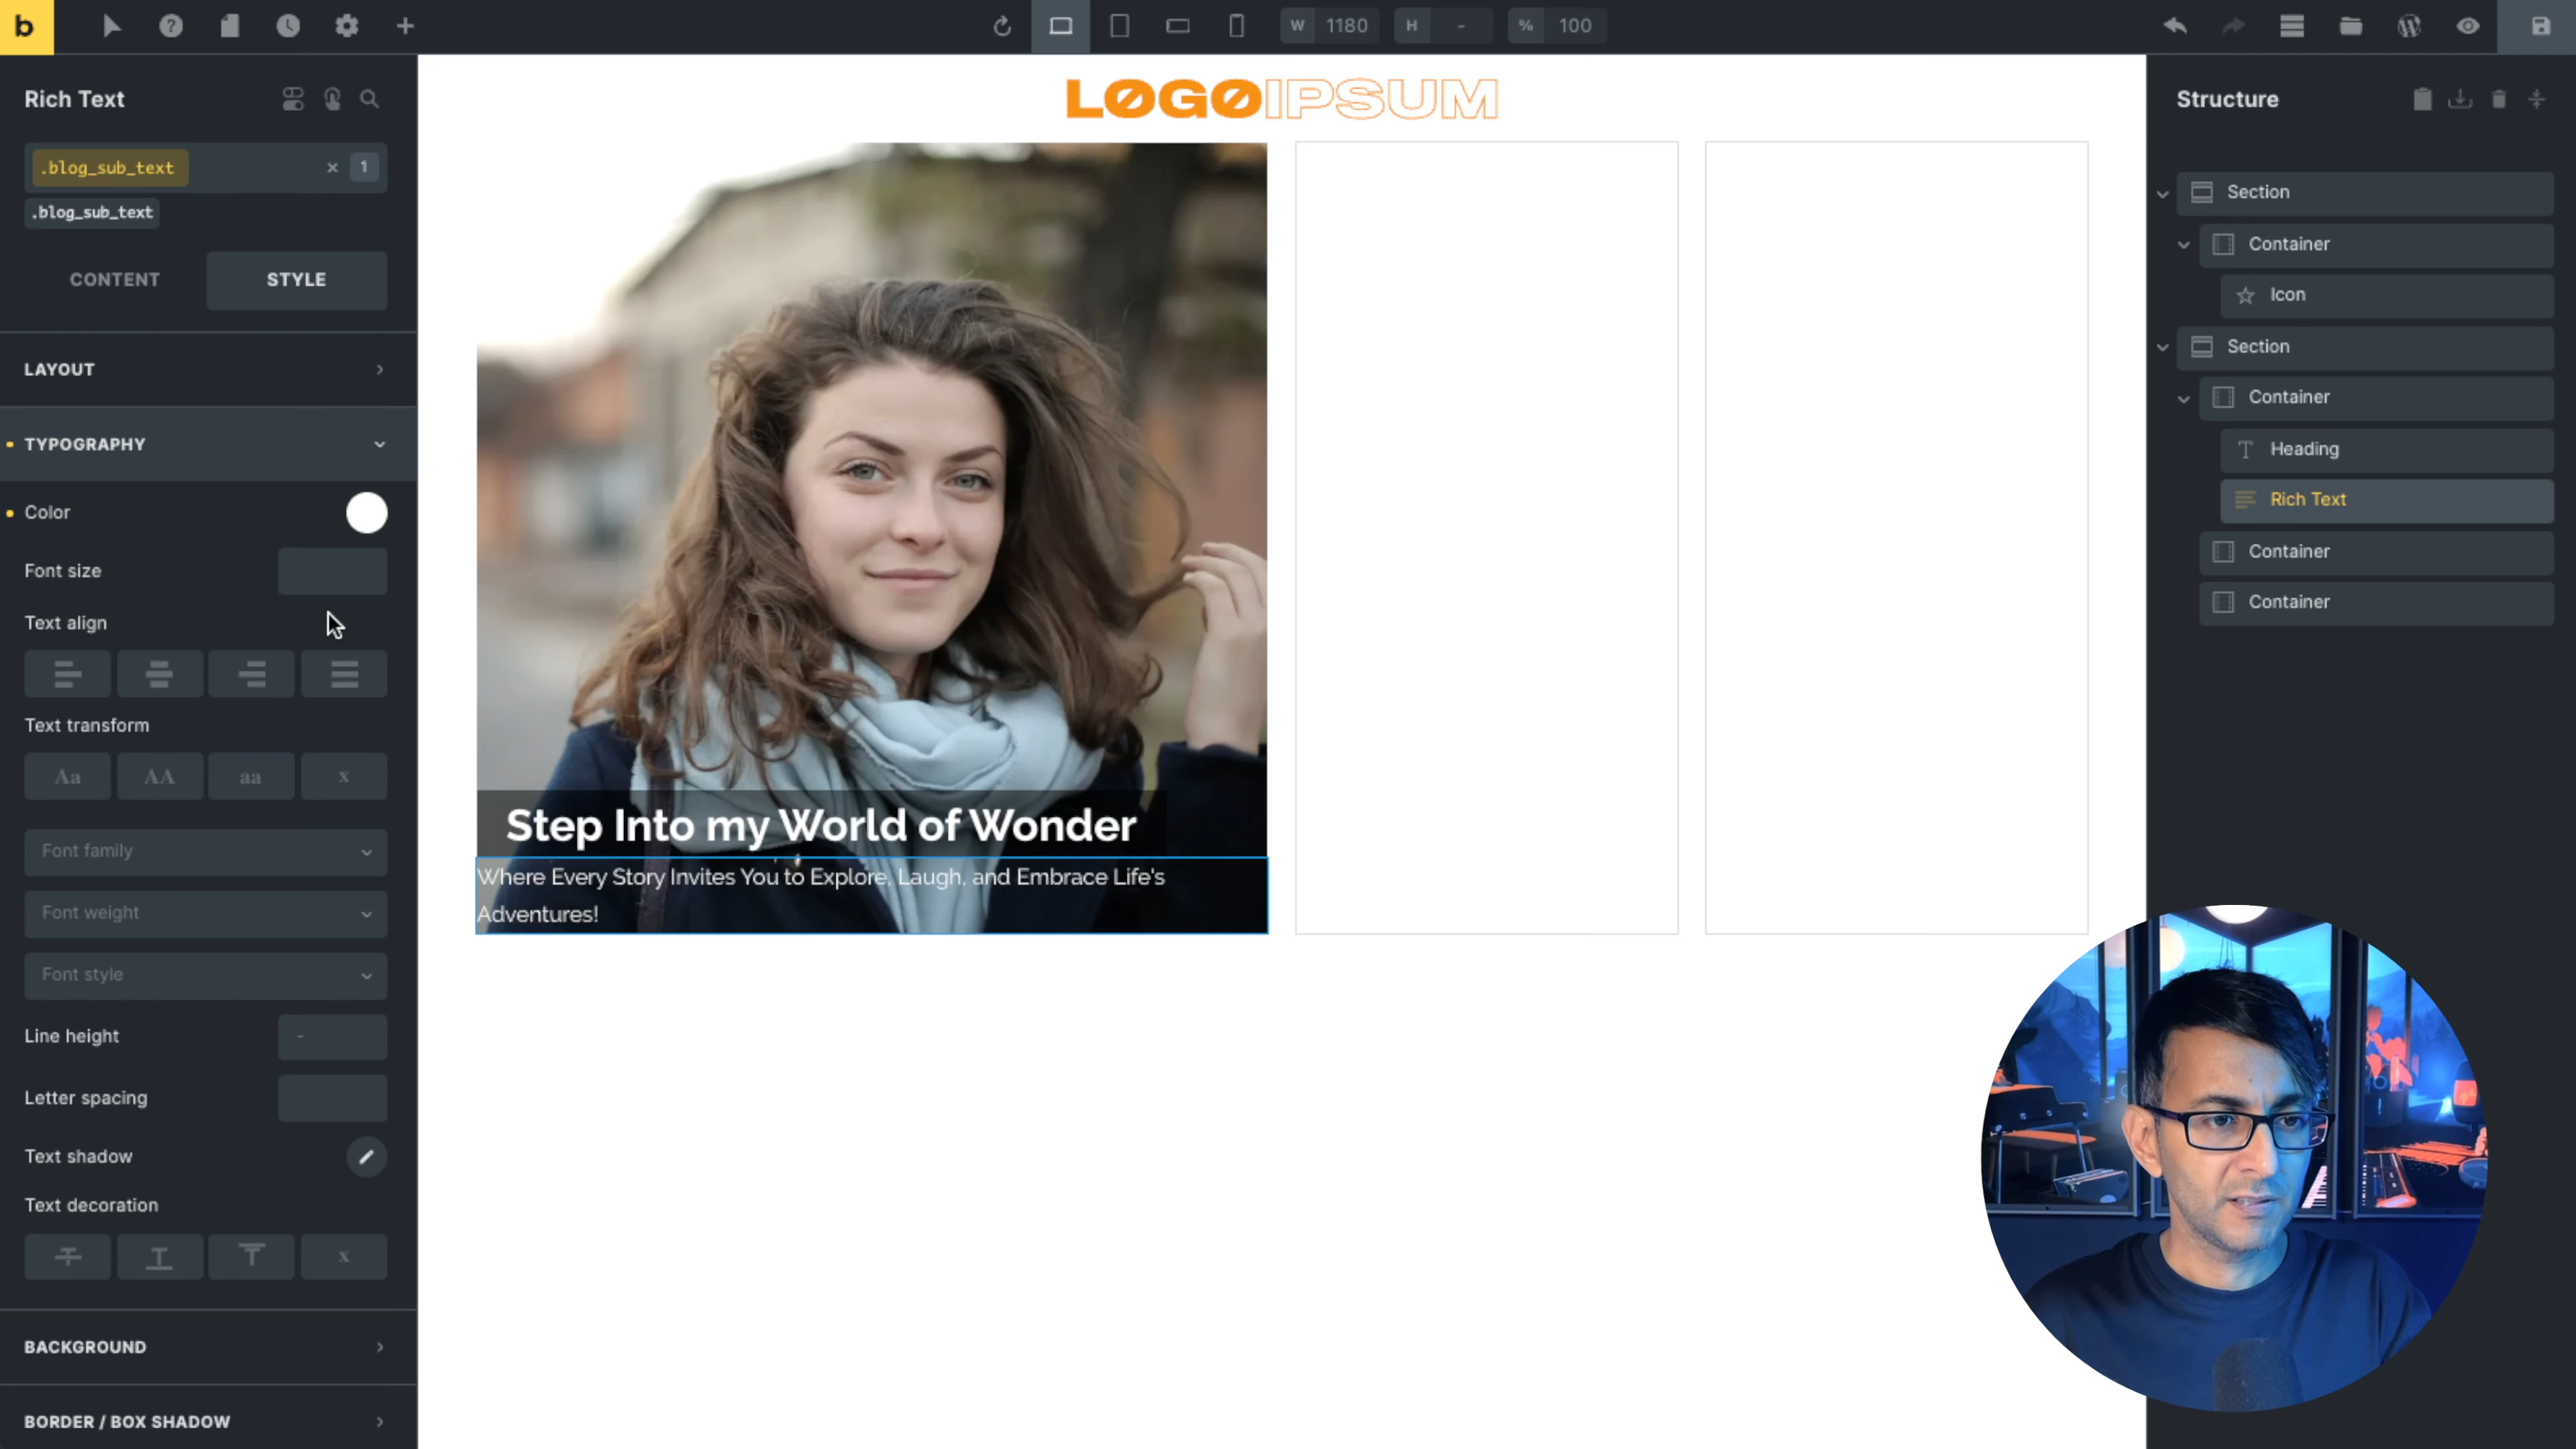 b
W 1180 H - % 100
Rich Text
.blog_sub_text × 1
.blog_sub_text
CONTENT STYLE
LAYOUT
TYPOGRAPHY
Color
Font size
Text align
Text transform
Aa AA aa x
Font family
Font weight
Font style
Line height -
Letter spacing
Text shadow
Text decoration
x
BACKGROUND
BORDER / BOX SHADOW
LOGOIPSUM
Step Into my World of Wonder
Where Every Story Invites You to Explore, Laugh, and Embrace Life's
Adventures!
Structure
Section
Container
Icon
Section
Container
Heading
Rich Text
Container
Container